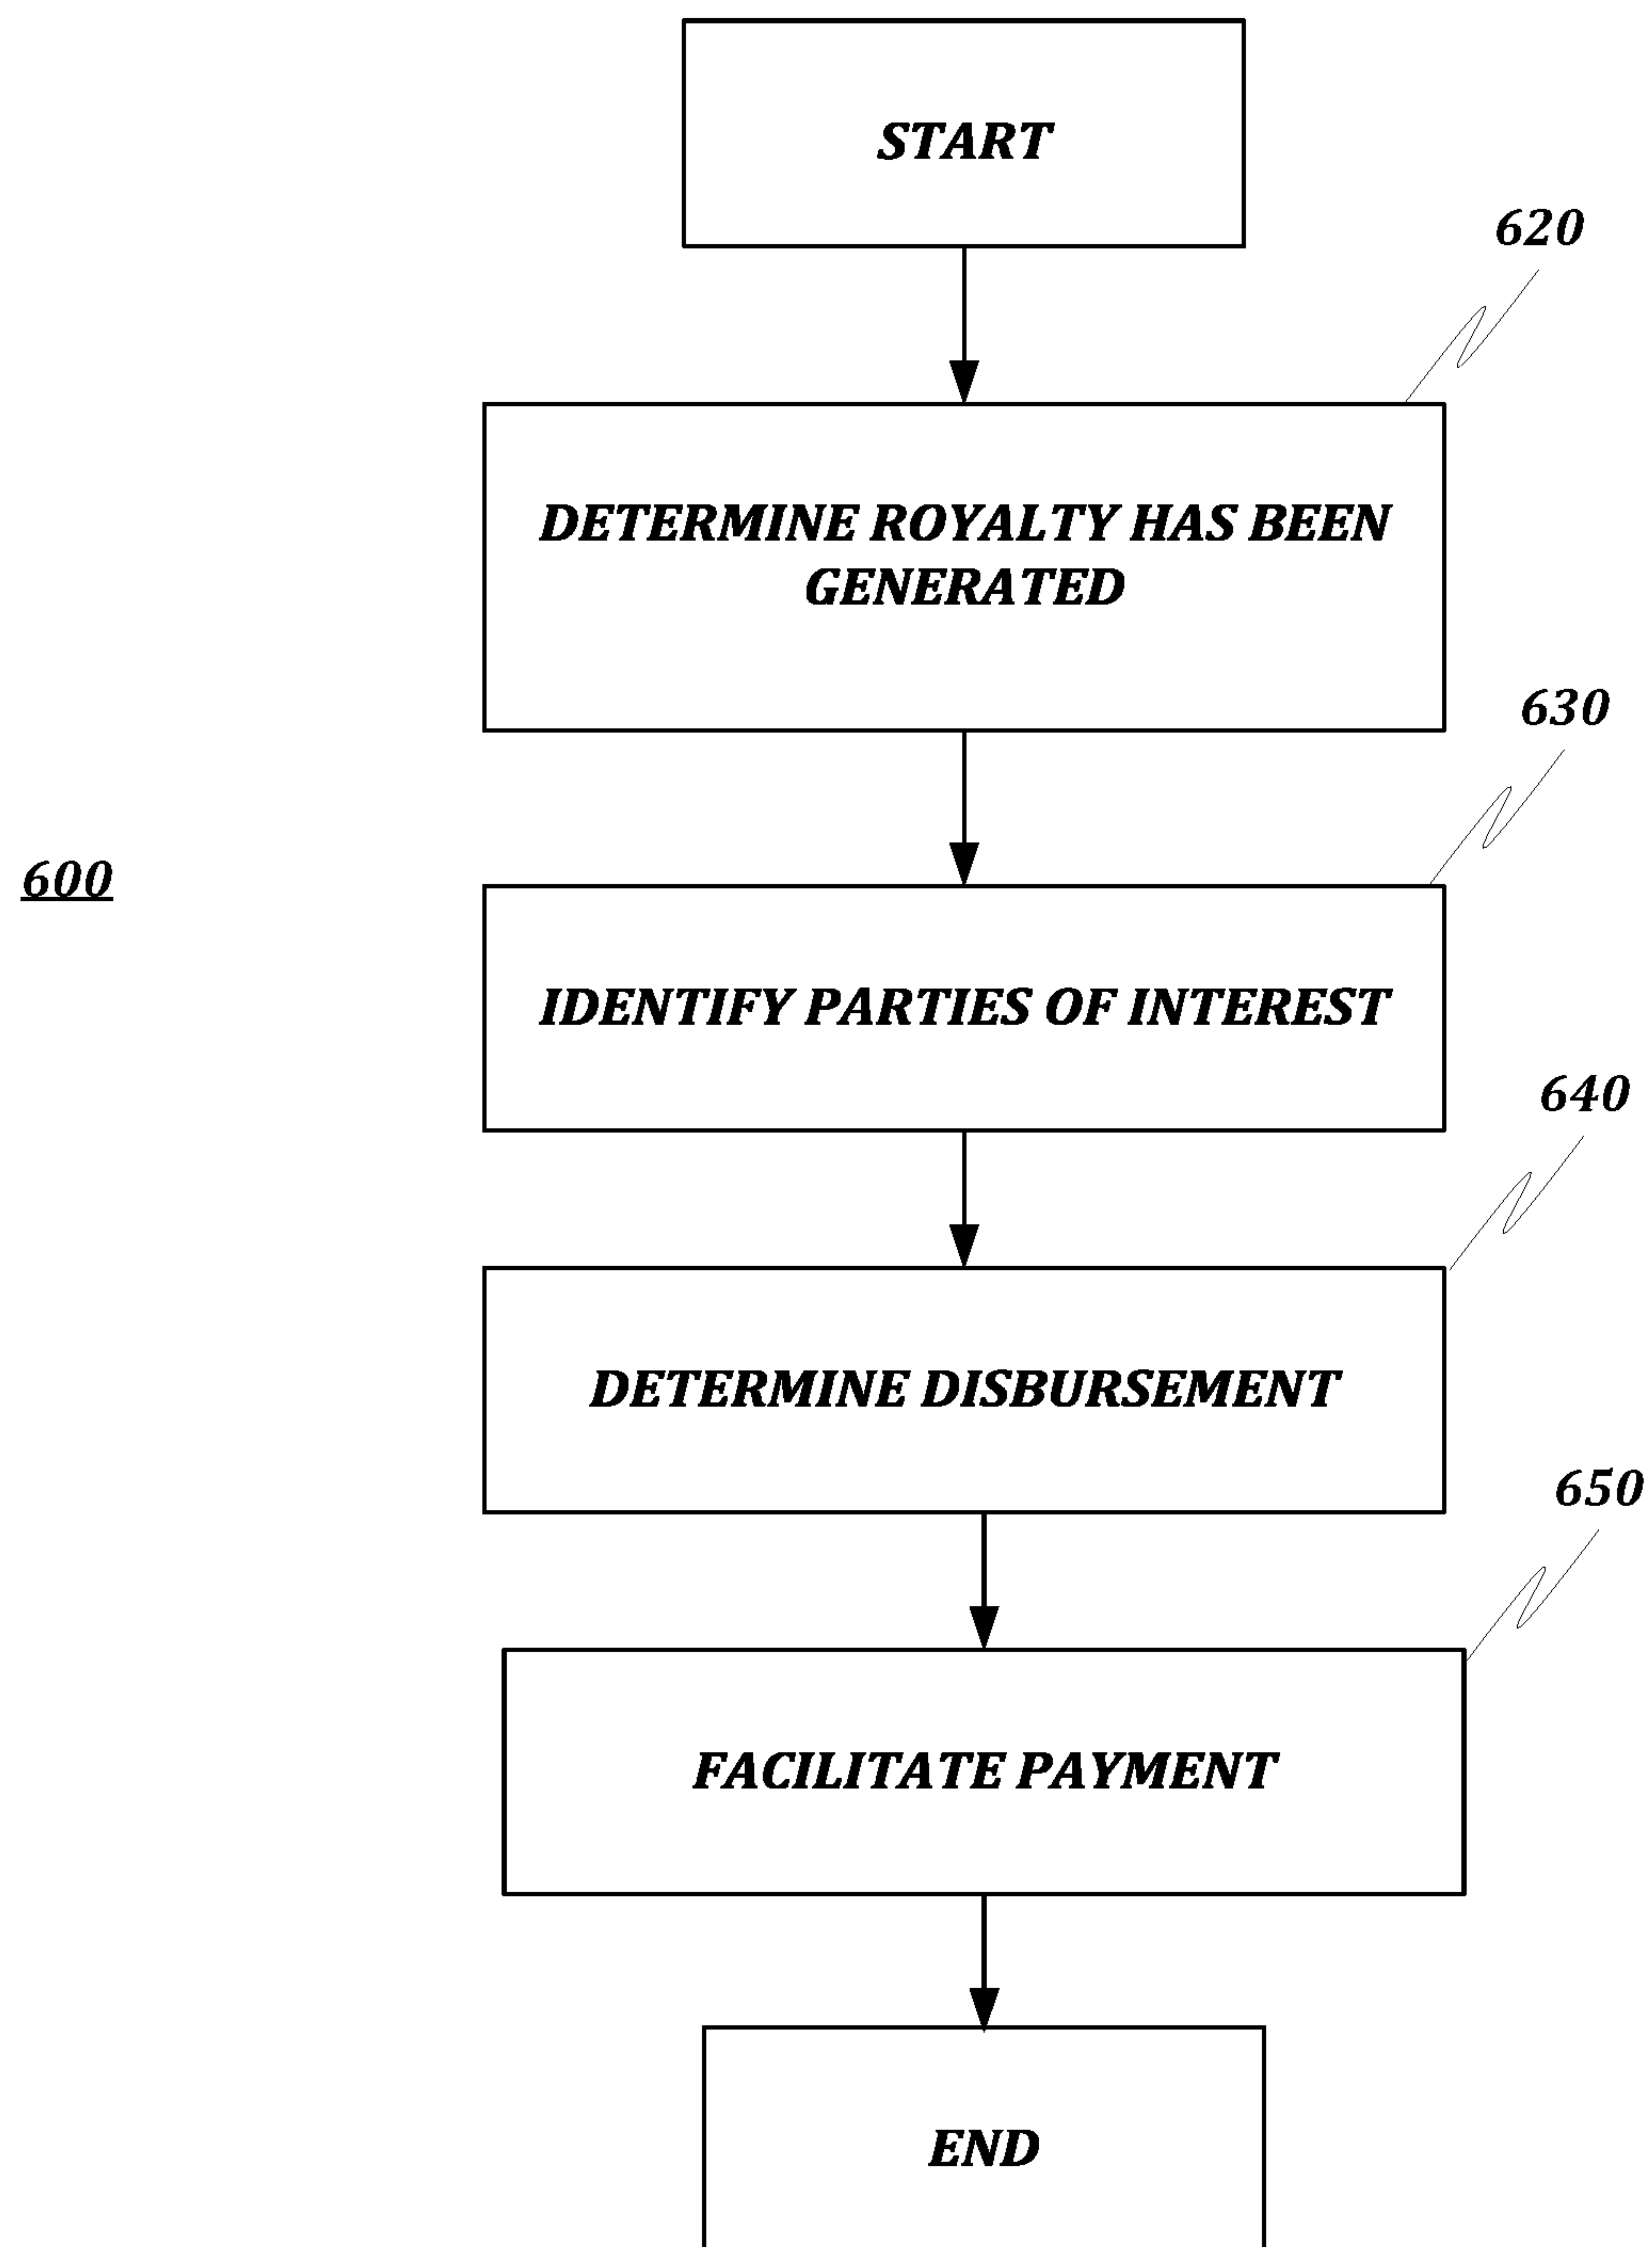 START
620
DETERMINE ROYALTY HAS BEEN
GENERATED
630
600
IDENTIFY PARTIES OF INTEREST
640
DETERMINE DISBURSEMENT
650
FACILITATE PAYMENT
END